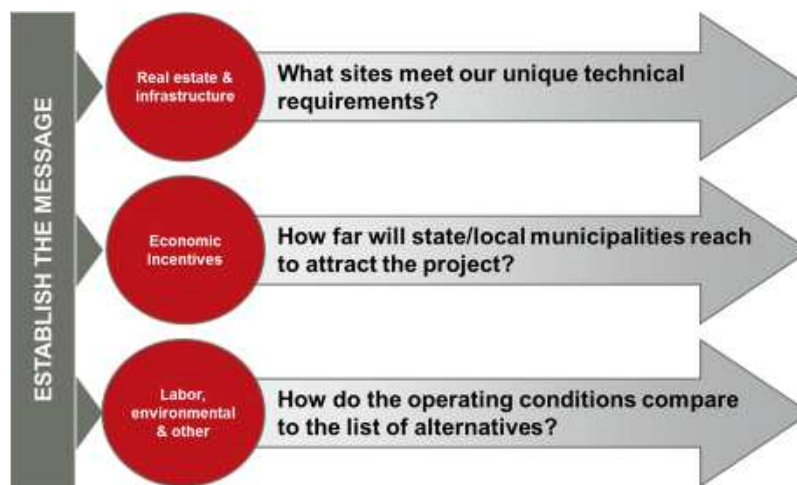 ESTABLISH THE MESSAGE
Real estate &
infrastructure
What sites meet our unique technical
requirements?
Economic
Incentives
How far will state/local municipalities reach
to attract the project?
Labor,
environmental
& other
How do the operating conditions compare
to the list of alternatives?